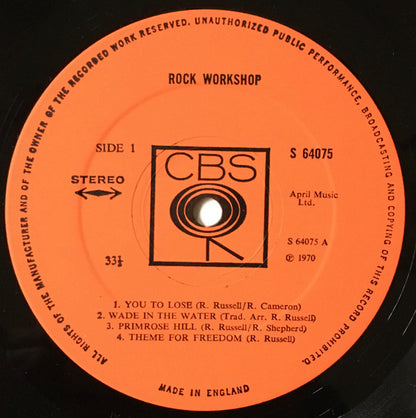 ALL RIGHTS OF THE MANUFACTURER AND OF THE OWNER OF THE RECORDED WORK RESERVED. UNAUTHORIZED PUBLIC PERFORMANCE, BROADCASTING AND COPYING OF THIS RECORD PROHIBITED.
ROCK WORKSHOP
SIDE 1
S 64075
CBS
STEREO
April Music
Ltd.
33⅓
S 64075 A
℗ 1970
1. YOU TO LOSE (R. Russell/R. Cameron)
2. WADE IN THE WATER (Trad. Arr. R. Russell)
3. PRIMROSE HILL (R. Russell/R. Shepherd)
4. THEME FOR FREEDOM (R. Russell)
MADE IN ENGLAND